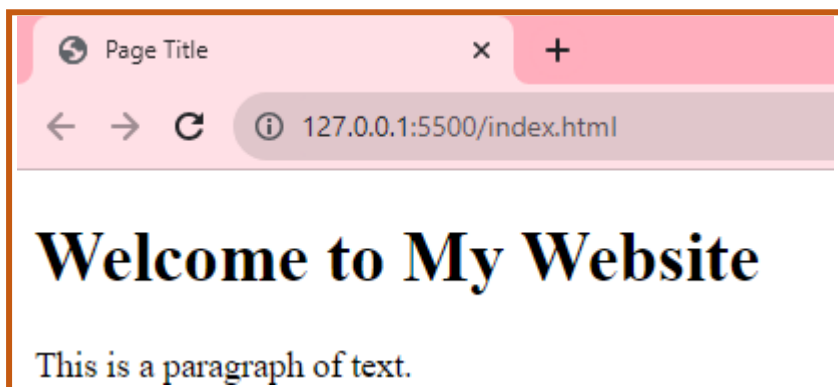 Page Title
127.0.0.1:5500/index.html
Welcome to My Website
This is a paragraph of text.